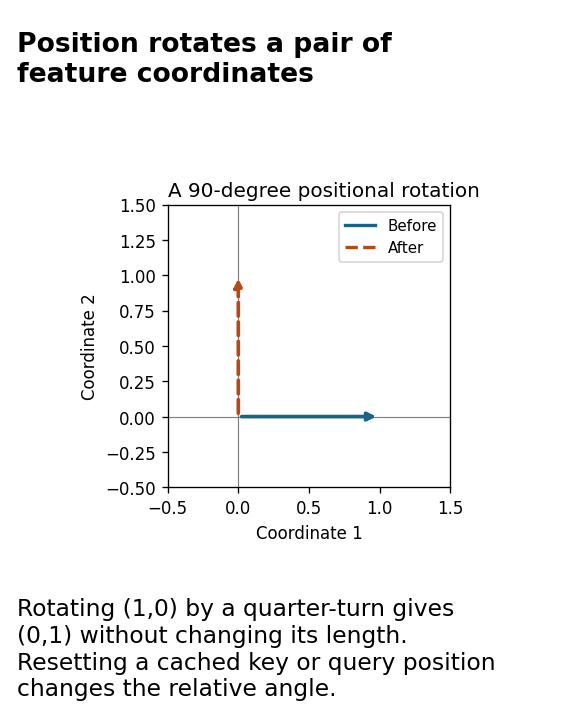 Position rotates a pair of
feature coordinates
A 90-degree positional rotation
1.50
1.25
1.00
0.75
0.50
0.25
0.00
−0.25
−0.50
Coordinate 2
Before
After
−0.5
0.0
0.5
1.0
1.5
Coordinate 1
Rotating (1,0) by a quarter-turn gives
(0,1) without changing its length.
Resetting a cached key or query position
changes the relative angle.